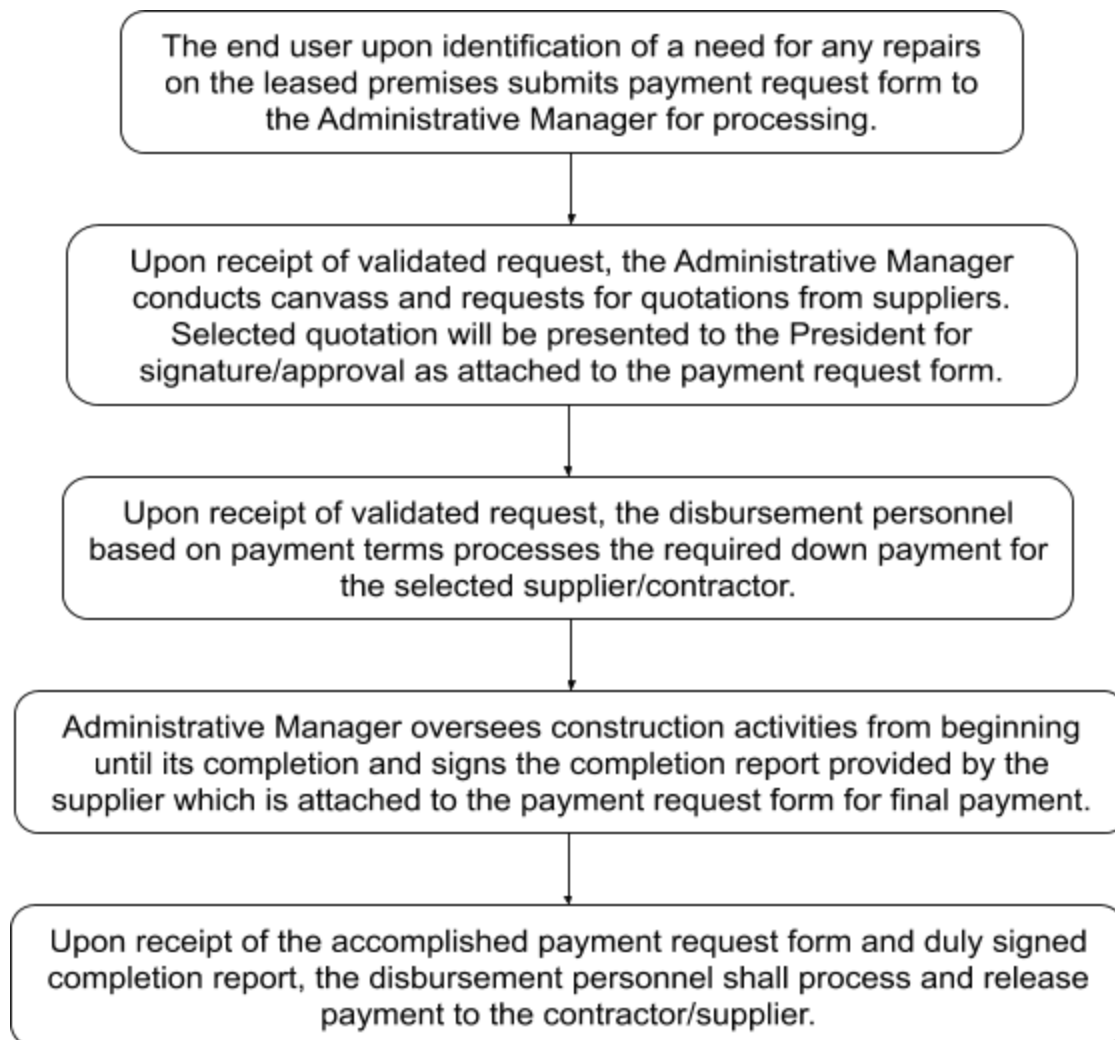 The end user upon identification of a need for any repairs
on the leased premises submits payment request form to
the Administrative Manager for processing.
Upon receipt of validated request, the Administrative Manager
conducts canvass and requests for quotations from suppliers.
Selected quotation will be presented to the President for
signature/approval as attached to the payment request form.
Upon receipt of validated request, the disbursement personnel
based on payment terms processes the required down payment for
the selected supplier/contractor.
Administrative Manager oversees construction activities from beginning
until its completion and signs the completion report provided by the
supplier which is attached to the payment request form for final payment.
Upon receipt of the accomplished payment request form and duly signed
completion report, the disbursement personnel shall process and release
payment to the contractor/supplier.